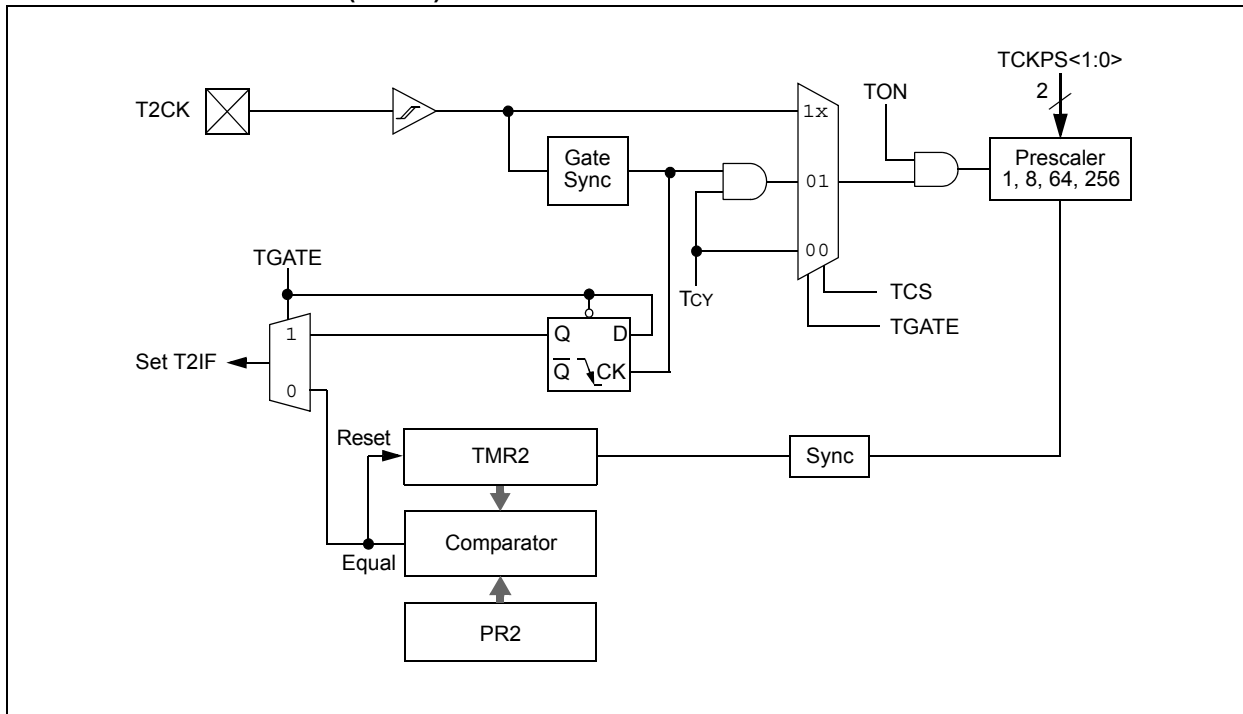 TCKPS<1:0>
2
TON
T2CK
1x
Gate
Sync
01
Prescaler
1, 8, 64, 256
00
TGATE
TCY
TCS
TGATE
1
Q
D
Set T2IF
Q
CK
0
Reset
TMR2
Sync
Comparator
Equal
PR2